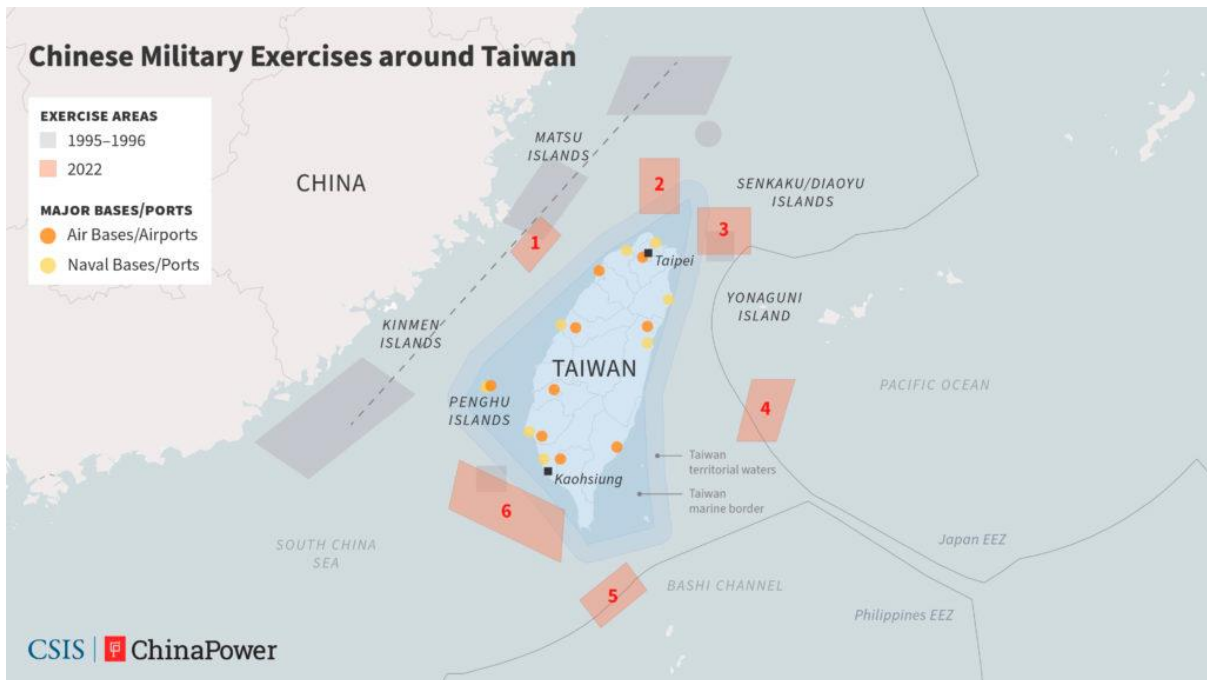 Chinese Military Exercises around Taiwan
EXERCISE AREAS
1995–1996
2022
MAJOR BASES/PORTS
Air Bases/Airports
Naval Bases/Ports
CHINA
MATSU
ISLANDS
2
SENKAKU/DIAOYU
ISLANDS
3
1
Taipei
YONAGUNI
ISLAND
KINMEN
ISLANDS
TAIWAN
PACIFIC OCEAN
PENGHU
ISLANDS
4
Taiwan
territorial waters
Kaohsiung
Taiwan
marine border
6
SOUTH CHINA
SEA
Japan EEZ
BASHI CHANNEL
5
Philippines EEZ
CSIS | ChinaPower